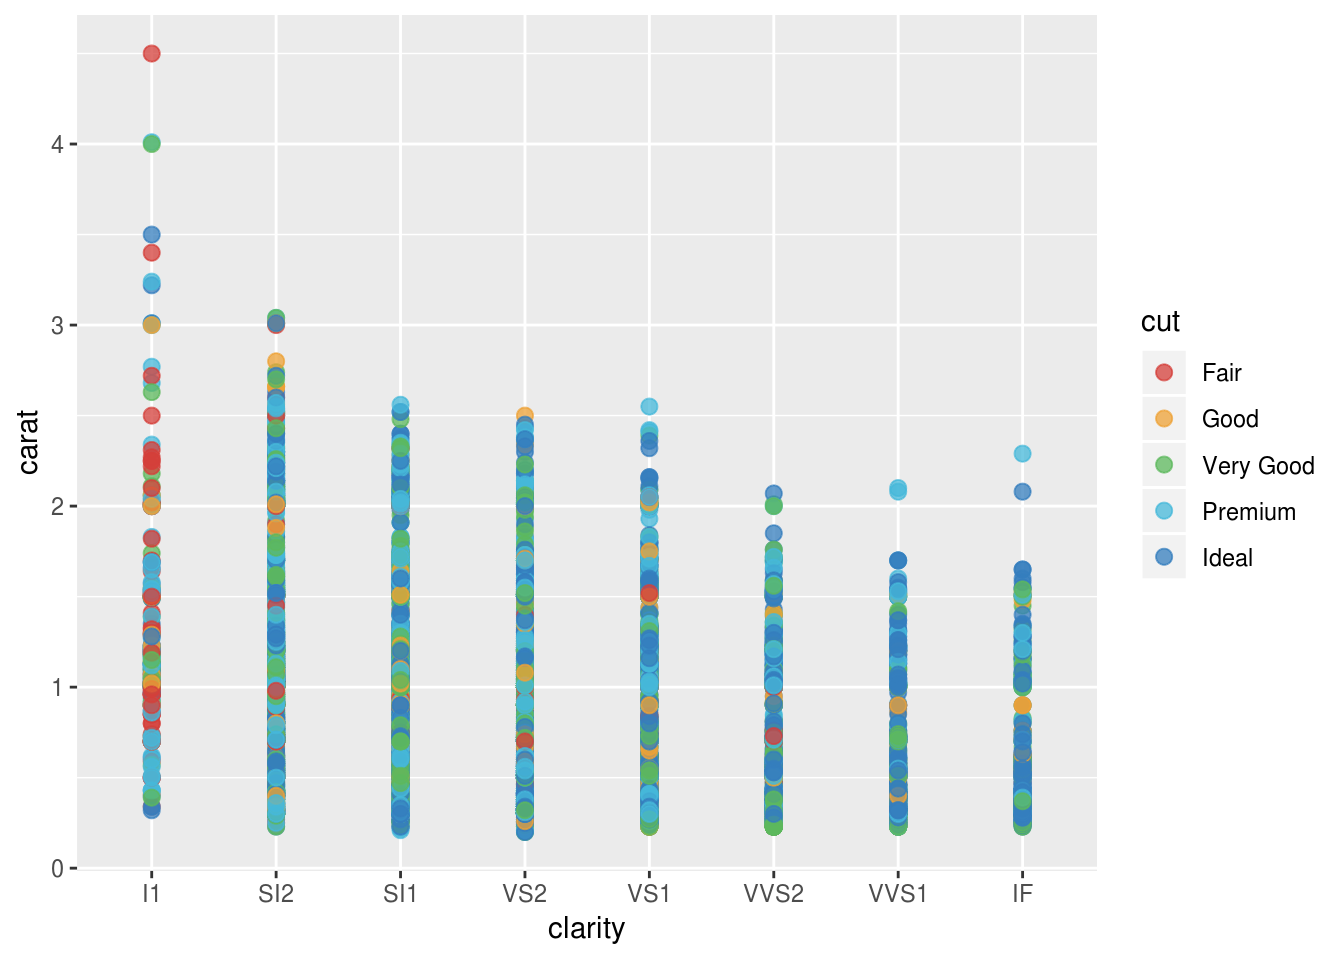 4
3
2
1
0
carat
I1 SI2 SI1 VS2 VS1 VVS2 VVS1 IF
clarity
cut
Fair
Good
Very Good
Premium
Ideal